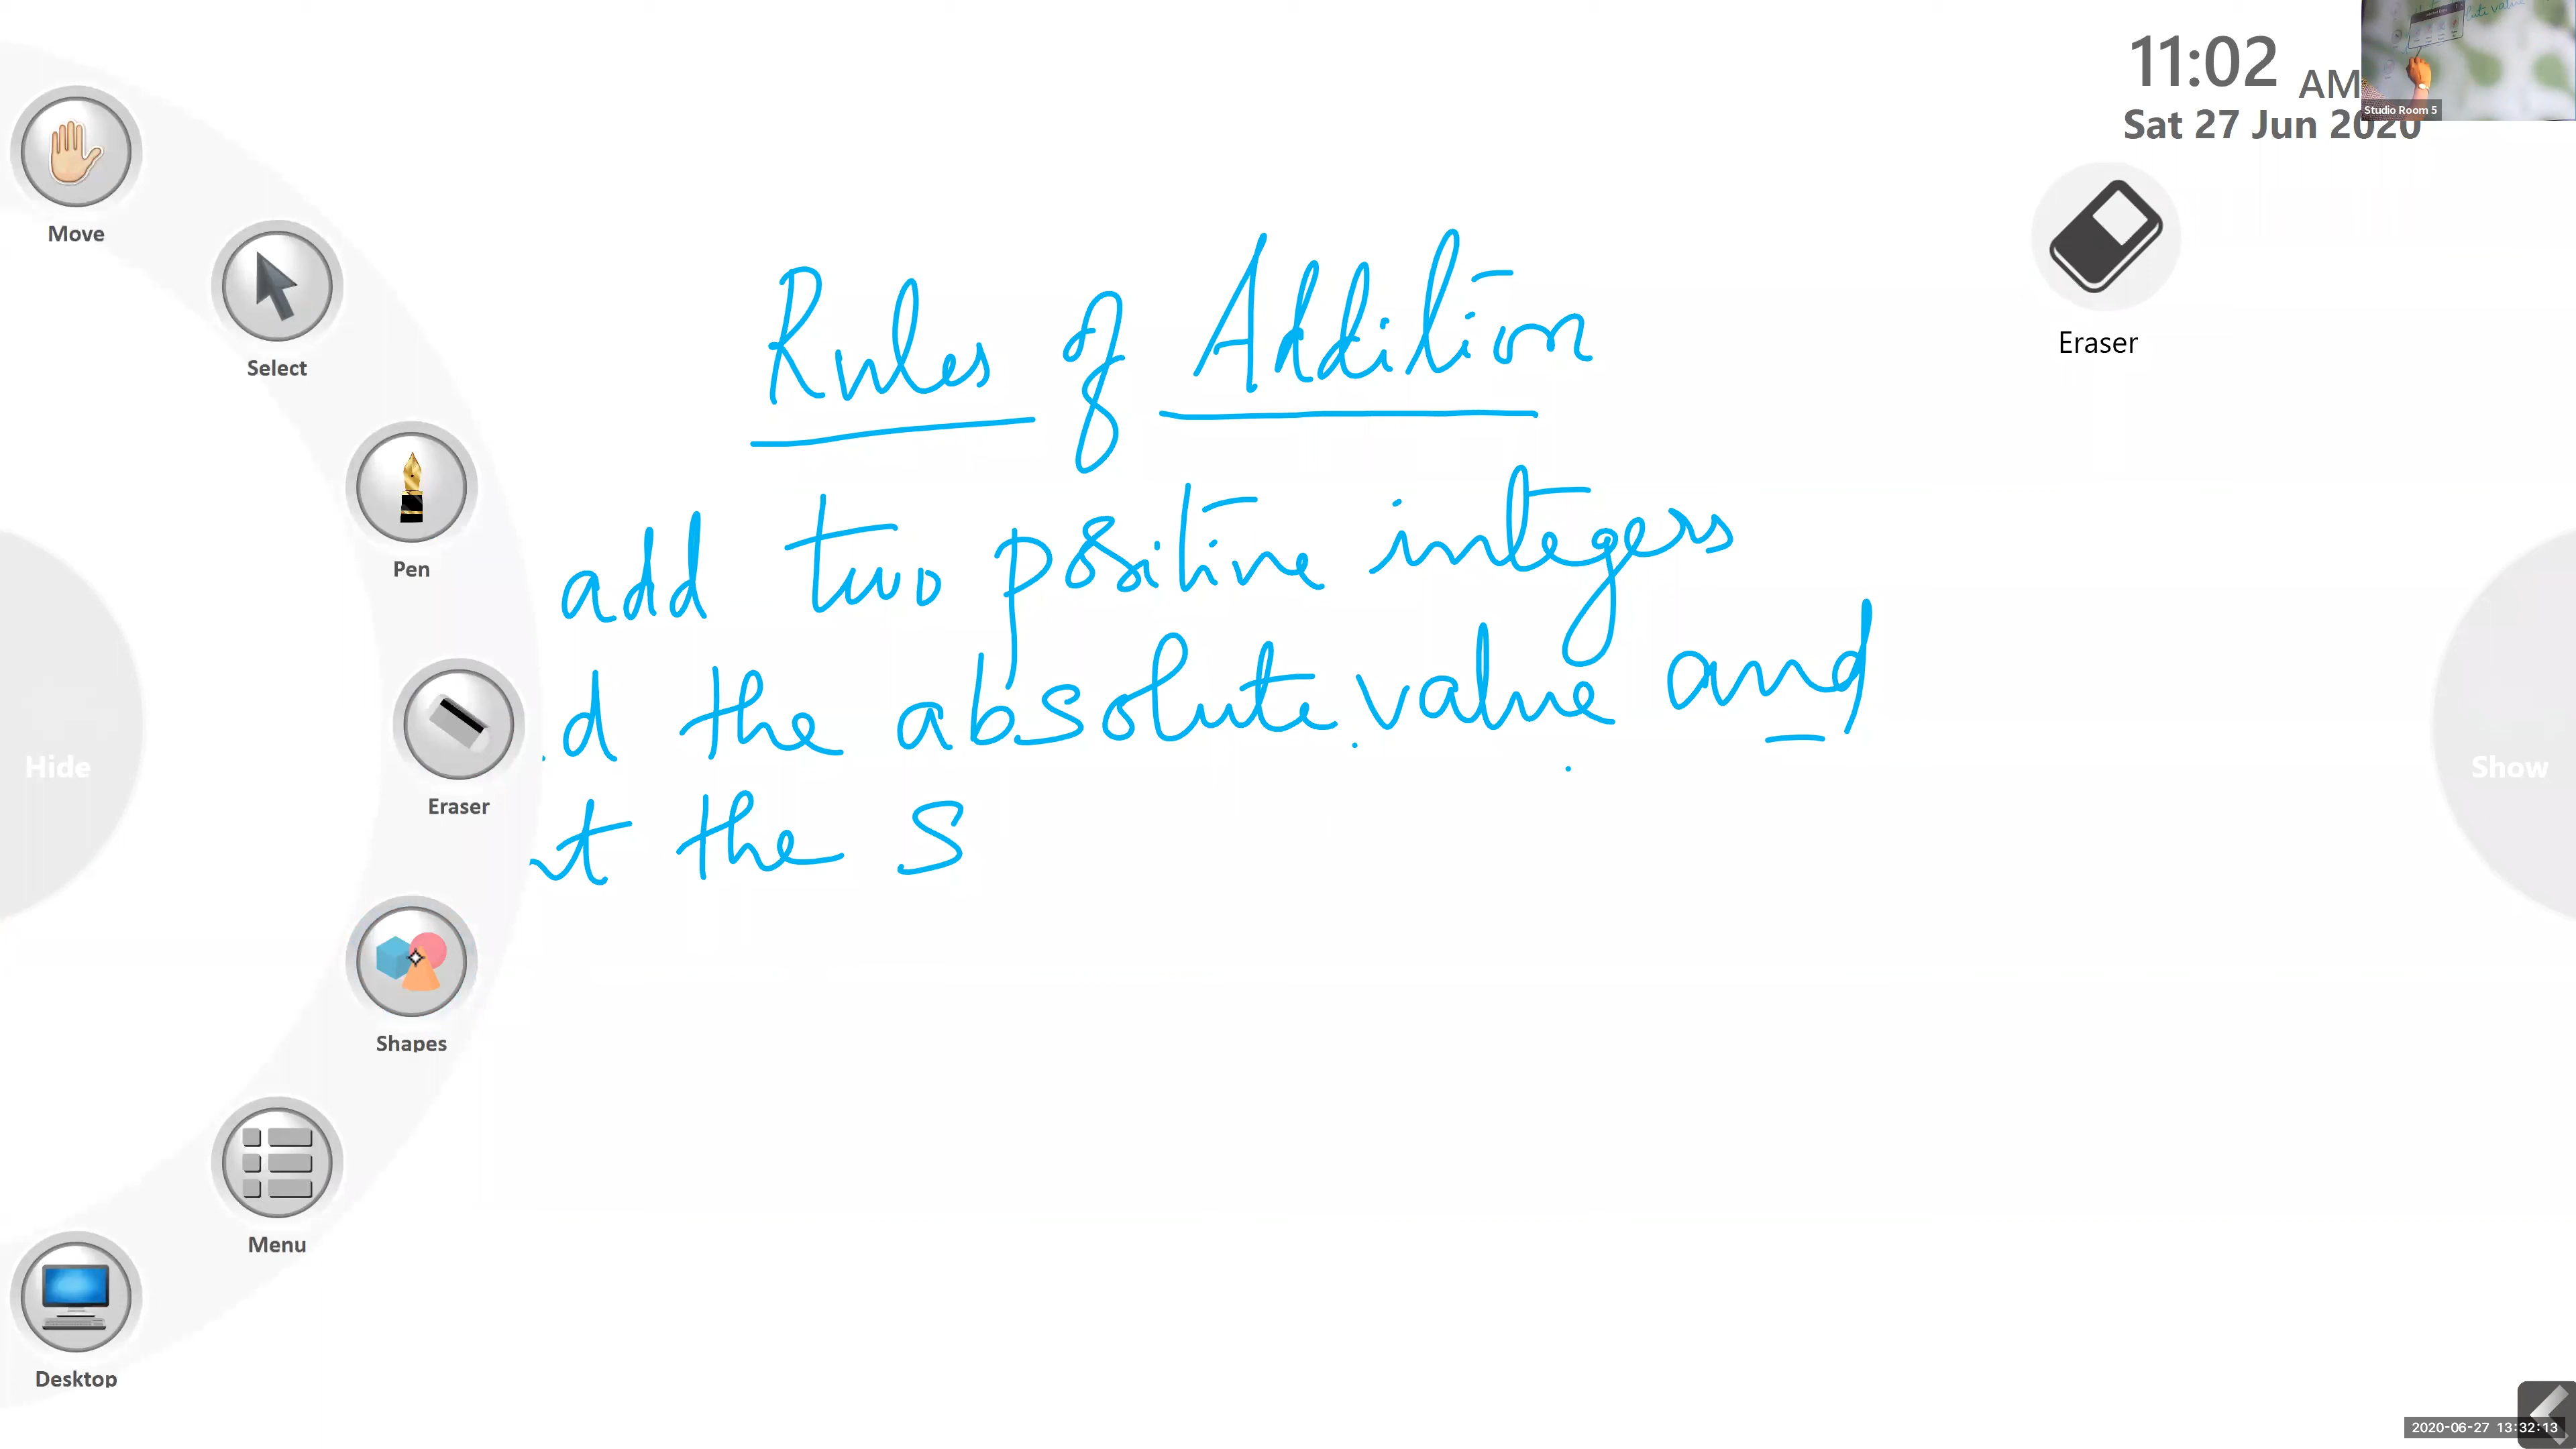 11:02 AM
Sat 27 Jun 2020
Studio Room 5
Move
Select
Eraser
Rules of Addition
Pen
add two positive integers
d the absolute value and
Hide
Show
Eraser
t the S
Shapes
Menu
Desktop
2020-06-27 13:32:13